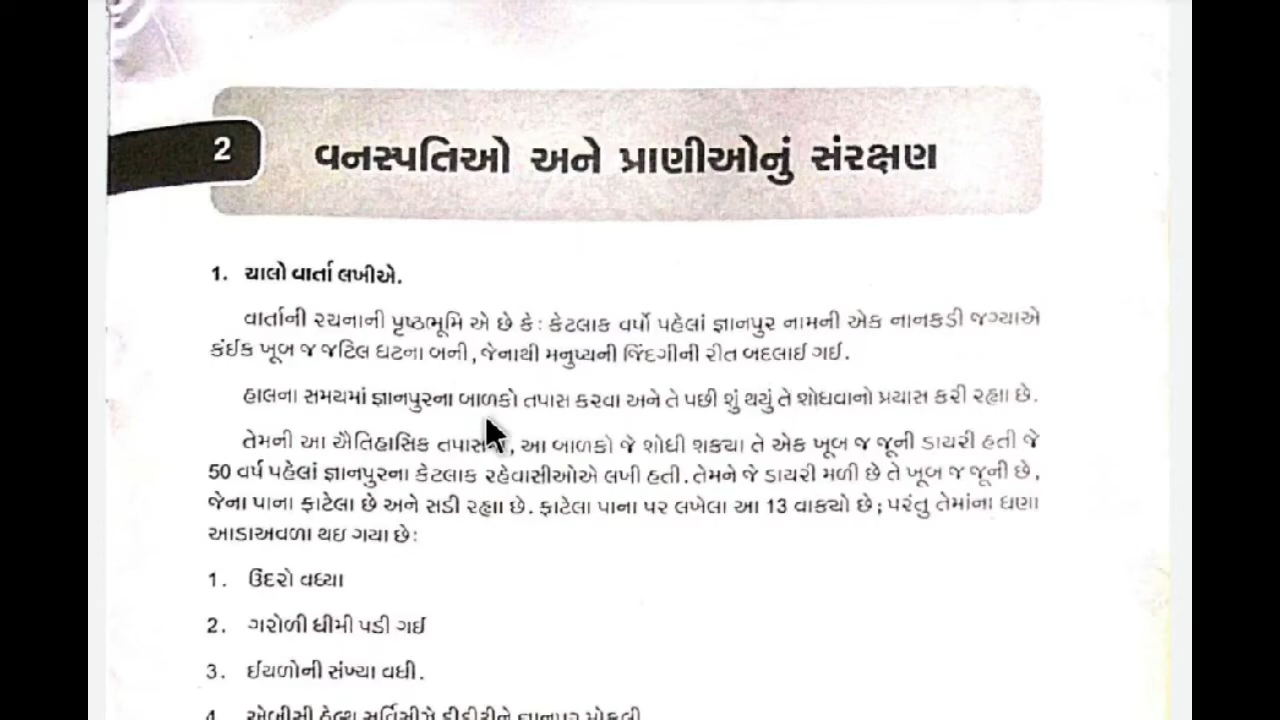 2
વનસ્પતિઓ અને પ્રાણીઓનું સંરક્ષણ
1. ચાલો વાર્તા લખીએ.
વાર્તાની રચનાની પૃષ્ઠભૂમિ એ છે કે: કેટલાક વર્ષો પહેલાં જ્ઞાનપુર નામની એક નાનકડી જગ્યાએ
કંઈક ખૂબ જ જટિલ ઘટના બની, જેનાથી મનુષ્યની જિંદગીની રીત બદલાઈ ગઈ.
હાલના સમયમાં જ્ઞાનપુરના બાળકો તપાસ કરવા અને તે પછી શું થયું તે શોધવાનો પ્રયાસ કરી રહ્યા છે.
તેમની આ ઐતિહાસિક , આ બાળકો જે શોધી શક્યા તે એક ખૂબ જ જૂની ડાયરી હતી જે
50 વર્ષ પહેલાં જ્ઞાનપુરના કેટલાક રહેવાસીઓએ લખી હતી. તેમને જે ડાયરી મળી છે તે ખૂબ જ જૂની છે,
જેના પાના ફાટેલા છે અને સડી રહ્યા છે. ફાટેલા પાના પર લખેલા આ 13 વાક્યો છે; પરંતુ તેમાંના ઘણા
આડાઅવળા થઇ ગયા છે:
1. ઉંદરો વધ્યા
2. ગરોળી ધીમી પડી ગઈ
3. ઈયળોની સંખ્યા વધી.
4. એબીસી હેલ્થ